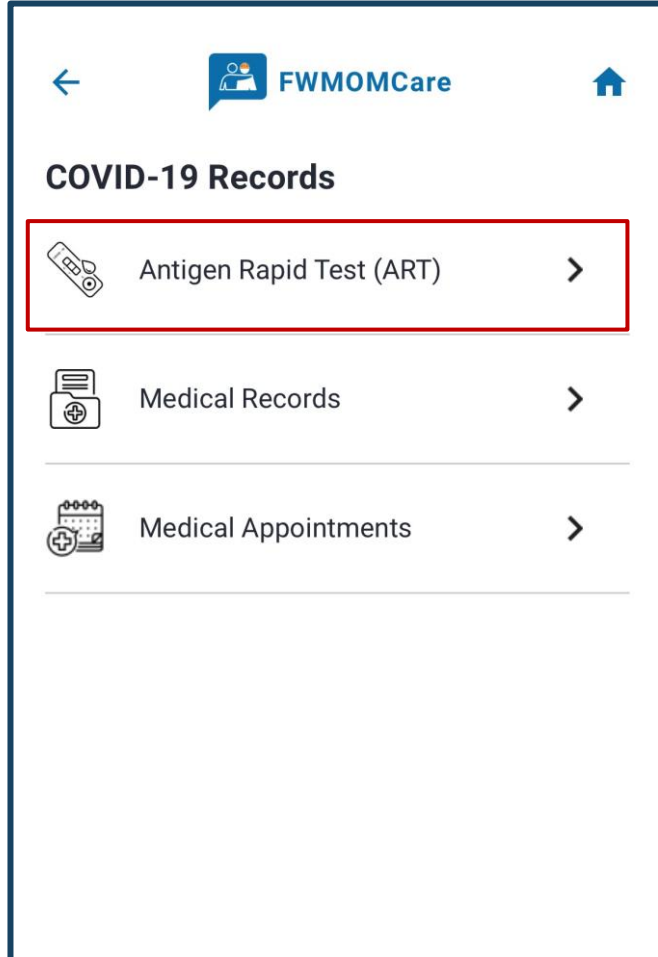 FWMOMCare
COVID-19 Records
Antigen Rapid Test (ART)
Medical Records
Medical Appointments